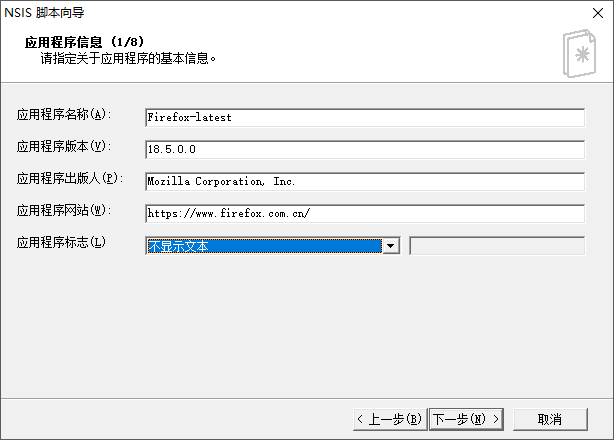 NSIS 脚本向导
应用程序信息 (1/8)
请指定关于应用程序的基本信息。
应用程序名称(A): Firefox-latest
应用程序版本(V): 18.5.0.0
应用程序出版人(P): Mozilla Corporation, Inc.
应用程序网站(W): https://www.firefox.com.cn/
应用程序标志(L) 不显示文本
< 上一步(B) 下一步(N) > 取消